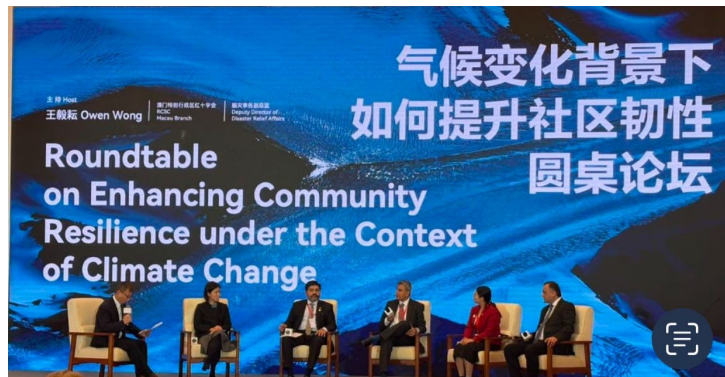 气候变化背景下
如何提升社区韧性
圆桌论坛
主持 Host
王毅耘 Owen Wong
澳门特别行政区红十字会
RCSC
Macau Branch
赈灾事务副总监
Deputy Director of
Disaster Relief Affairs
Roundtable
on Enhancing Community
Resilience under the Context
of Climate Change